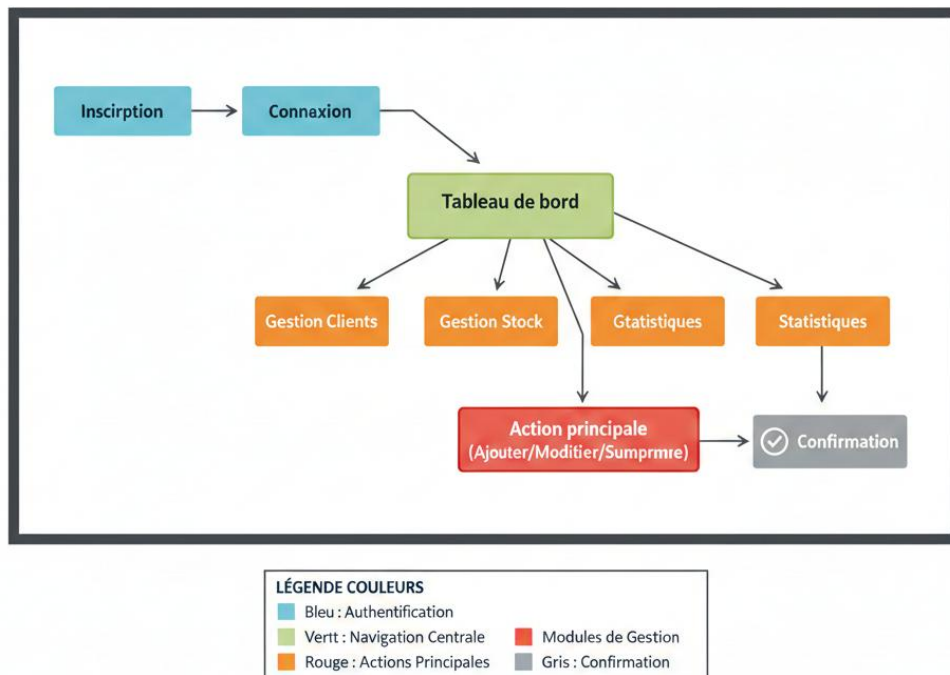 Inscirption
Connaxion
Tableau de bord
Gestion Clients
Gestion Stock
Gtatistiques
Statistiques
Action principale
(Ajouter/Moditier/Sumprmre)
Confirmation
LÉGENDE COULEURS
Bleu : Authentification
Vertt : Navigation Centrale
Modules de Gestion
Rouge : Actions Principales
Gris : Confirmation